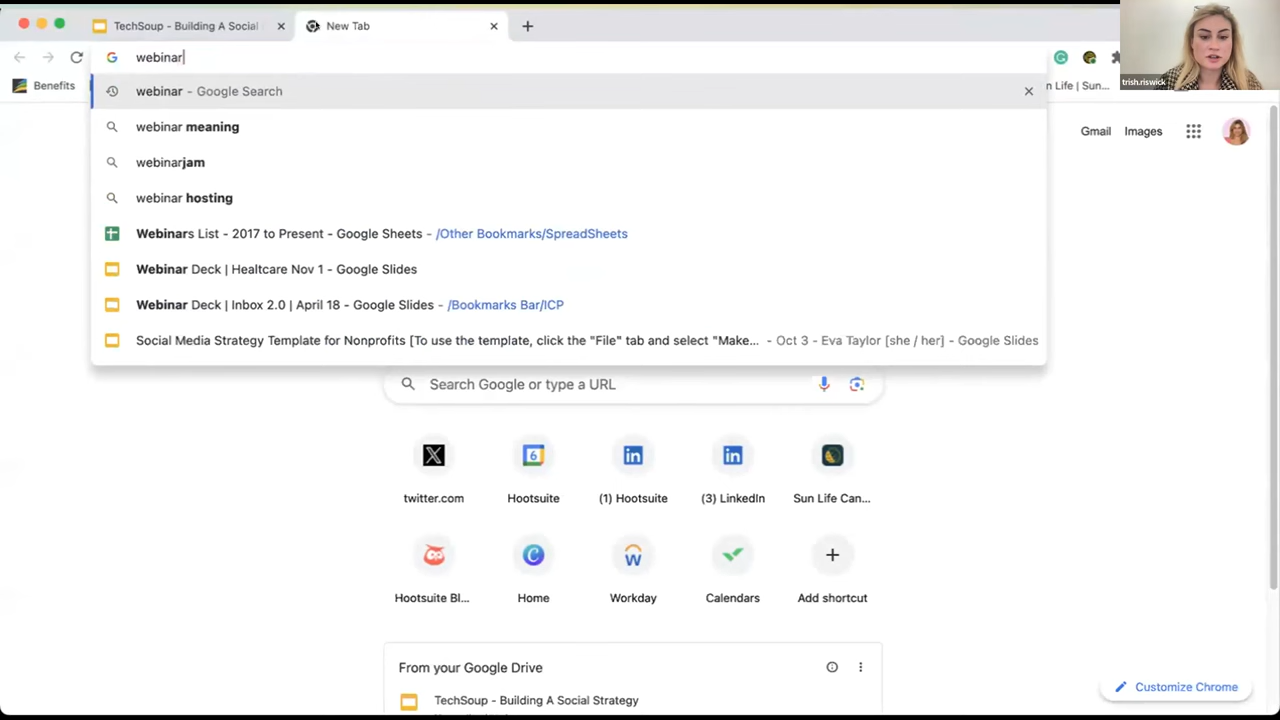 TechSoup - Building A Social
New Tab
webinar
Benefits
n Life | Sun...
trish.riswick
webinar - Google Search
webinar meaning
webinarjam
webinar hosting
Webinars List - 2017 to Present - Google Sheets - /Other Bookmarks/SpreadSheets
Webinar Deck | Healtcare Nov 1 - Google Slides
Webinar Deck | Inbox 2.0 | April 18 - Google Slides - /Bookmarks Bar/ICP
Social Media Strategy Template for Nonprofits [To use the template, click the "File" tab and select "Make... - Oct 3 - Eva Taylor [she / her] - Google Slides
Gmail Images
Search Google or type a URL
twitter.com
6
Hootsuite
(1) Hootsuite
(3) LinkedIn
Sun Life Can...
Hootsuite Bl...
Home
Workday
Calendars
Add shortcut
From your Google Drive
TechSoup - Building A Social Strategy
Customize Chrome